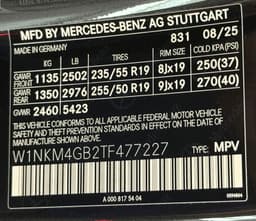 MFD BY MERCEDES-BENZ AG STUTTGART
MADE IN GERMANY 831 08/25
KG LB TIRES RIM SIZE COLD KPA(PSI)
GAWR FRONT 1135 2502 235/55 R19 8Jx19 250(37)
GAWR REAR 1350 2976 255/50 R19 9Jx19 270(40)
GVWR 2460 5423
THIS VEHICLE CONFORMS TO ALL APPLICABLE FEDERAL MOTOR VEHICLE
SAFETY AND THEFT PREVENTION STANDARDS IN EFFECT ON THE DATE OF
MANUFACTURE SHOWN ABOVE.
W1NKM4GB2TF477227 TYPE: MPV
A 000 817 54 04